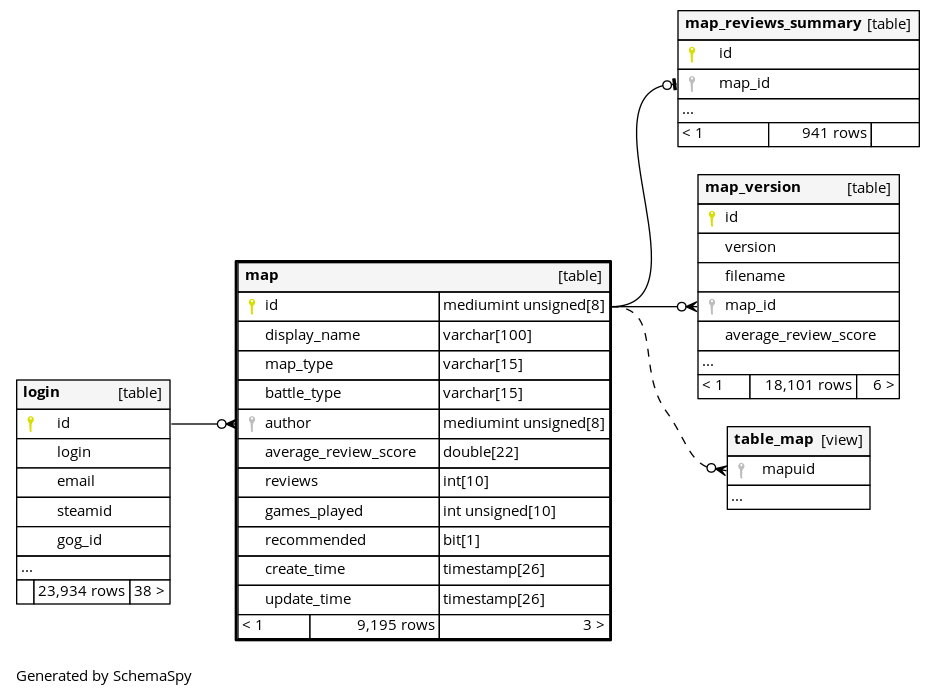 map_reviews_summary [table]
id
map_id
...
< 1 941 rows
map_version [table]
id
version
filename
map_id
average_review_score
...
< 1 18,101 rows 6 >
map [table]
id mediumint unsigned[8]
display_name varchar[100]
map_type varchar[15]
battle_type varchar[15]
author mediumint unsigned[8]
average_review_score double[22]
reviews int[10]
games_played int unsigned[10]
recommended bit[1]
create_time timestamp[26]
update_time timestamp[26]
< 1 9,195 rows 3 >
login [table]
id
login
email
steamid
gog_id
...
23,934 rows 38 >
table_map [view]
mapuid
...
Generated by SchemaSpy